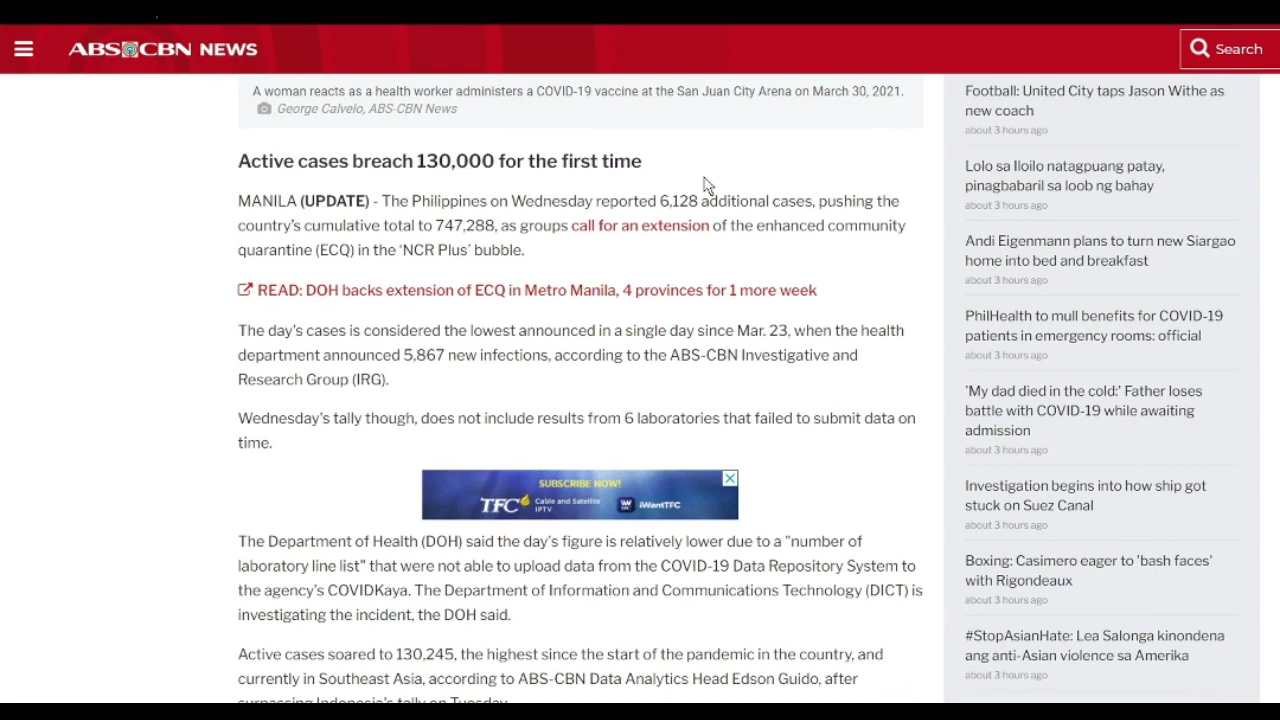 ABS CBN NEWS
Search
A woman reacts as a health worker administers a COVID-19 vaccine at the San Juan City Arena on March 30, 2021.
George Calvelo, ABS-CBN News
Active cases breach 130,000 for the first time
MANILA (UPDATE) - The Philippines on Wednesday reported 6,128 additional cases, pushing the
country's cumulative total to 747,288, as groups call for an extension of the enhanced community
quarantine (ECQ) in the ‘NCR Plus’ bubble.
READ: DOH backs extension of ECQ in Metro Manila, 4 provinces for 1 more week
The day's cases is considered the lowest announced in a single day since Mar. 23, when the health
department announced 5,867 new infections, according to the ABS-CBN Investigative and
Research Group (IRG).
Wednesday's tally though, does not include results from 6 laboratories that failed to submit data on
time.
SUBSCRIBE NOW!
TFC Cable and Satellite
IPTV
iWantTFC
The Department of Health (DOH) said the day's figure is relatively lower due to a "number of
laboratory line list" that were not able to upload data from the COVID-19 Data Repository System to
the agency's COVIDKaya. The Department of Information and Communications Technology (DICT) is
investigating the incident, the DOH said.
Active cases soared to 130,245, the highest since the start of the pandemic in the country, and
currently in Southeast Asia, according to ABS-CBN Data Analytics Head Edson Guido, after
surpassing Indonesia's tally on Tuesday.
Football: United City taps Jason Withe as
new coach
about 3 hours ago
Lolo sa Iloilo natagpuang patay,
pinagbabaril sa loob ng bahay
about 3 hours ago
Andi Eigenmann plans to turn new Siargao
home into bed and breakfast
about 3 hours ago
PhilHealth to mull benefits for COVID-19
patients in emergency rooms: official
about 3 hours ago
'My dad died in the cold:' Father loses
battle with COVID-19 while awaiting
admission
about 3 hours ago
Investigation begins into how ship got
stuck on Suez Canal
about 3 hours ago
Boxing: Casimero eager to 'bash faces'
with Rigondeaux
about 3 hours ago
#StopAsianHate: Lea Salonga kinondena
ang anti-Asian violence sa Amerika
about 3 hours ago